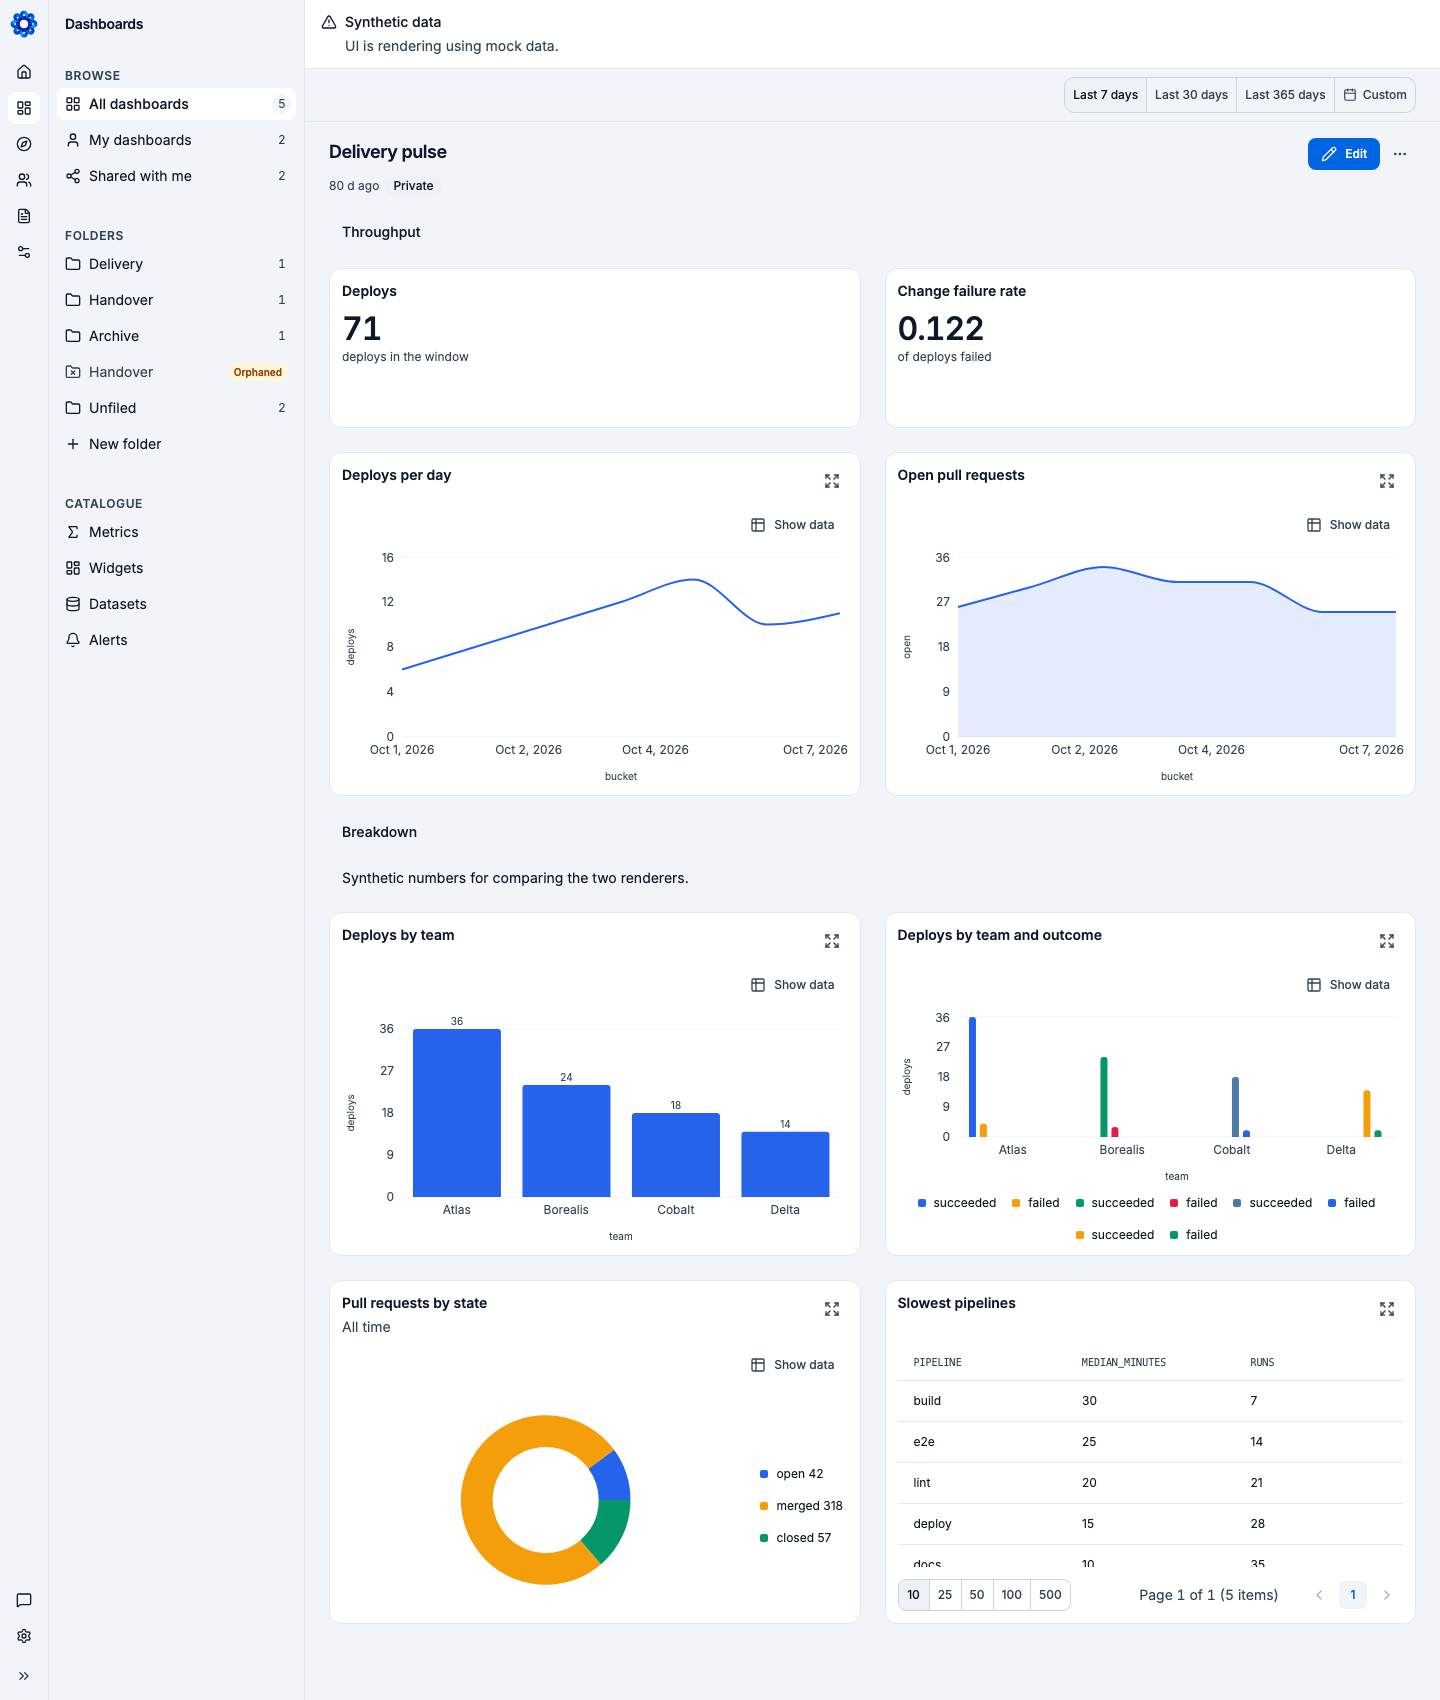 Dashboards
BROWSE
All dashboards 5
My dashboards 2
Shared with me 2
FOLDERS
Delivery 1
Handover 1
Archive 1
Handover Orphaned
Unfiled 2
New folder
CATALOGUE
Metrics
Widgets
Datasets
Alerts
Synthetic data
UI is rendering using mock data.
Last 7 days Last 30 days Last 365 days Custom
Delivery pulse
Edit
80 d ago Private
Throughput
Deploys
71
deploys in the window
Change failure rate
0.122
of deploys failed
Deploys per day
Show data
16
12
8
4
0
deploys
Oct 1, 2026 Oct 2, 2026 Oct 4, 2026 Oct 7, 2026
bucket
Open pull requests
Show data
36
27
18
9
0
open
Oct 1, 2026 Oct 2, 2026 Oct 4, 2026 Oct 7, 2026
bucket
Breakdown
Synthetic numbers for comparing the two renderers.
Deploys by team
Show data
36
27
18
9
0
deploys
36
24
18
14
Atlas Borealis Cobalt Delta
team
Deploys by team and outcome
Show data
36
27
18
9
0
deploys
Atlas Borealis Cobalt Delta
team
succeeded failed succeeded failed succeeded failed
succeeded failed
Pull requests by state
All time
Show data
open 42
merged 318
closed 57
Slowest pipelines
PIPELINE MEDIAN_MINUTES RUNS
build 30 7
e2e 25 14
lint 20 21
deploy 15 28
docs 10 35
10 25 50 100 500
Page 1 of 1 (5 items)
1